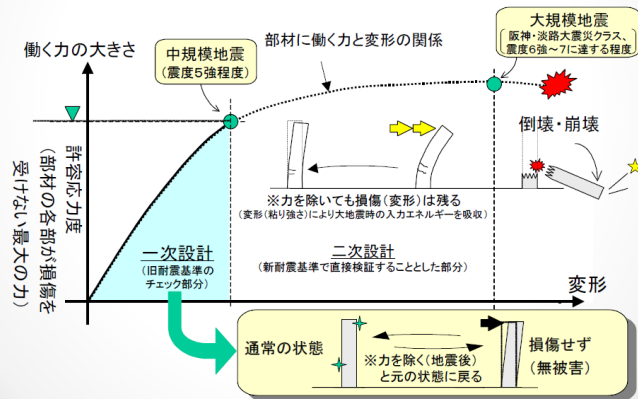 働く力の大きさ
中規模地震
(震度5強程度)
部材に働く力と変形の関係
大規模地震
阪神・淡路大震災クラス、
震度6強~7に達する程度
倒壊・崩壊
許容応力度
(部材の各部が損傷を
受けない最大の力)
※力を除いても損傷(変形)は残る
(変形(粘り強さ)により大地震時の入力エネルギーを吸収)
一次設計
(旧耐震基準の
チェック部分)
二次設計
(新耐震基準で直接検証することとした部分)
変形
通常の状態
※力を除く(地震後)
と元の状態に戻る
損傷せず
(無被害)